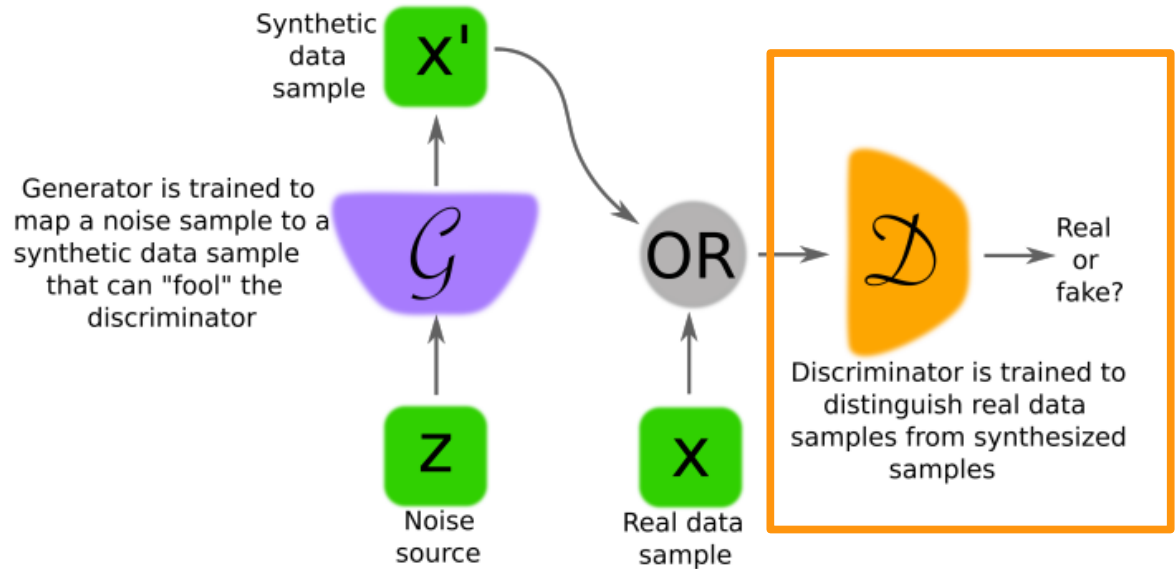 Synthetic
data
sample
x'
Generator is trained to
map a noise sample to a
synthetic data sample
that can "fool" the
discriminator
G
z
Noise
source
OR
x
Real data
sample
D
Real
or
fake?
Discriminator is trained to
distinguish real data
samples from synthesized
samples